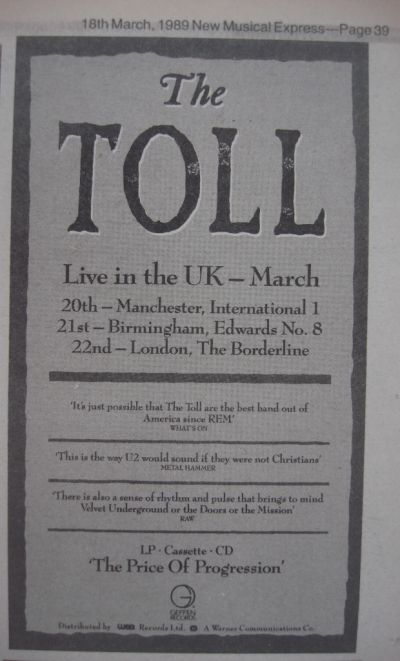 18th March, 1989 New Musical Express—Page 39
The
TOLL
Live in the UK – March
20th – Manchester, International 1
21st – Birmingham, Edwards No. 8
22nd – London, The Borderline
'It's just possible that The Toll are the best band out of
America since REM'
WHAT'S ON
'This is the way U2 would sound if they were not Christians'
METAL HAMMER
'There is also a sense of rhythm and pulse that brings to mind
Velvet Underground or the Doors or the Mission'
RAW
LP · Cassette · CD
'The Price Of Progression'
GEFFEN
RECORDS
Distributed by wea Records Ltd. A Warner Communications Co.